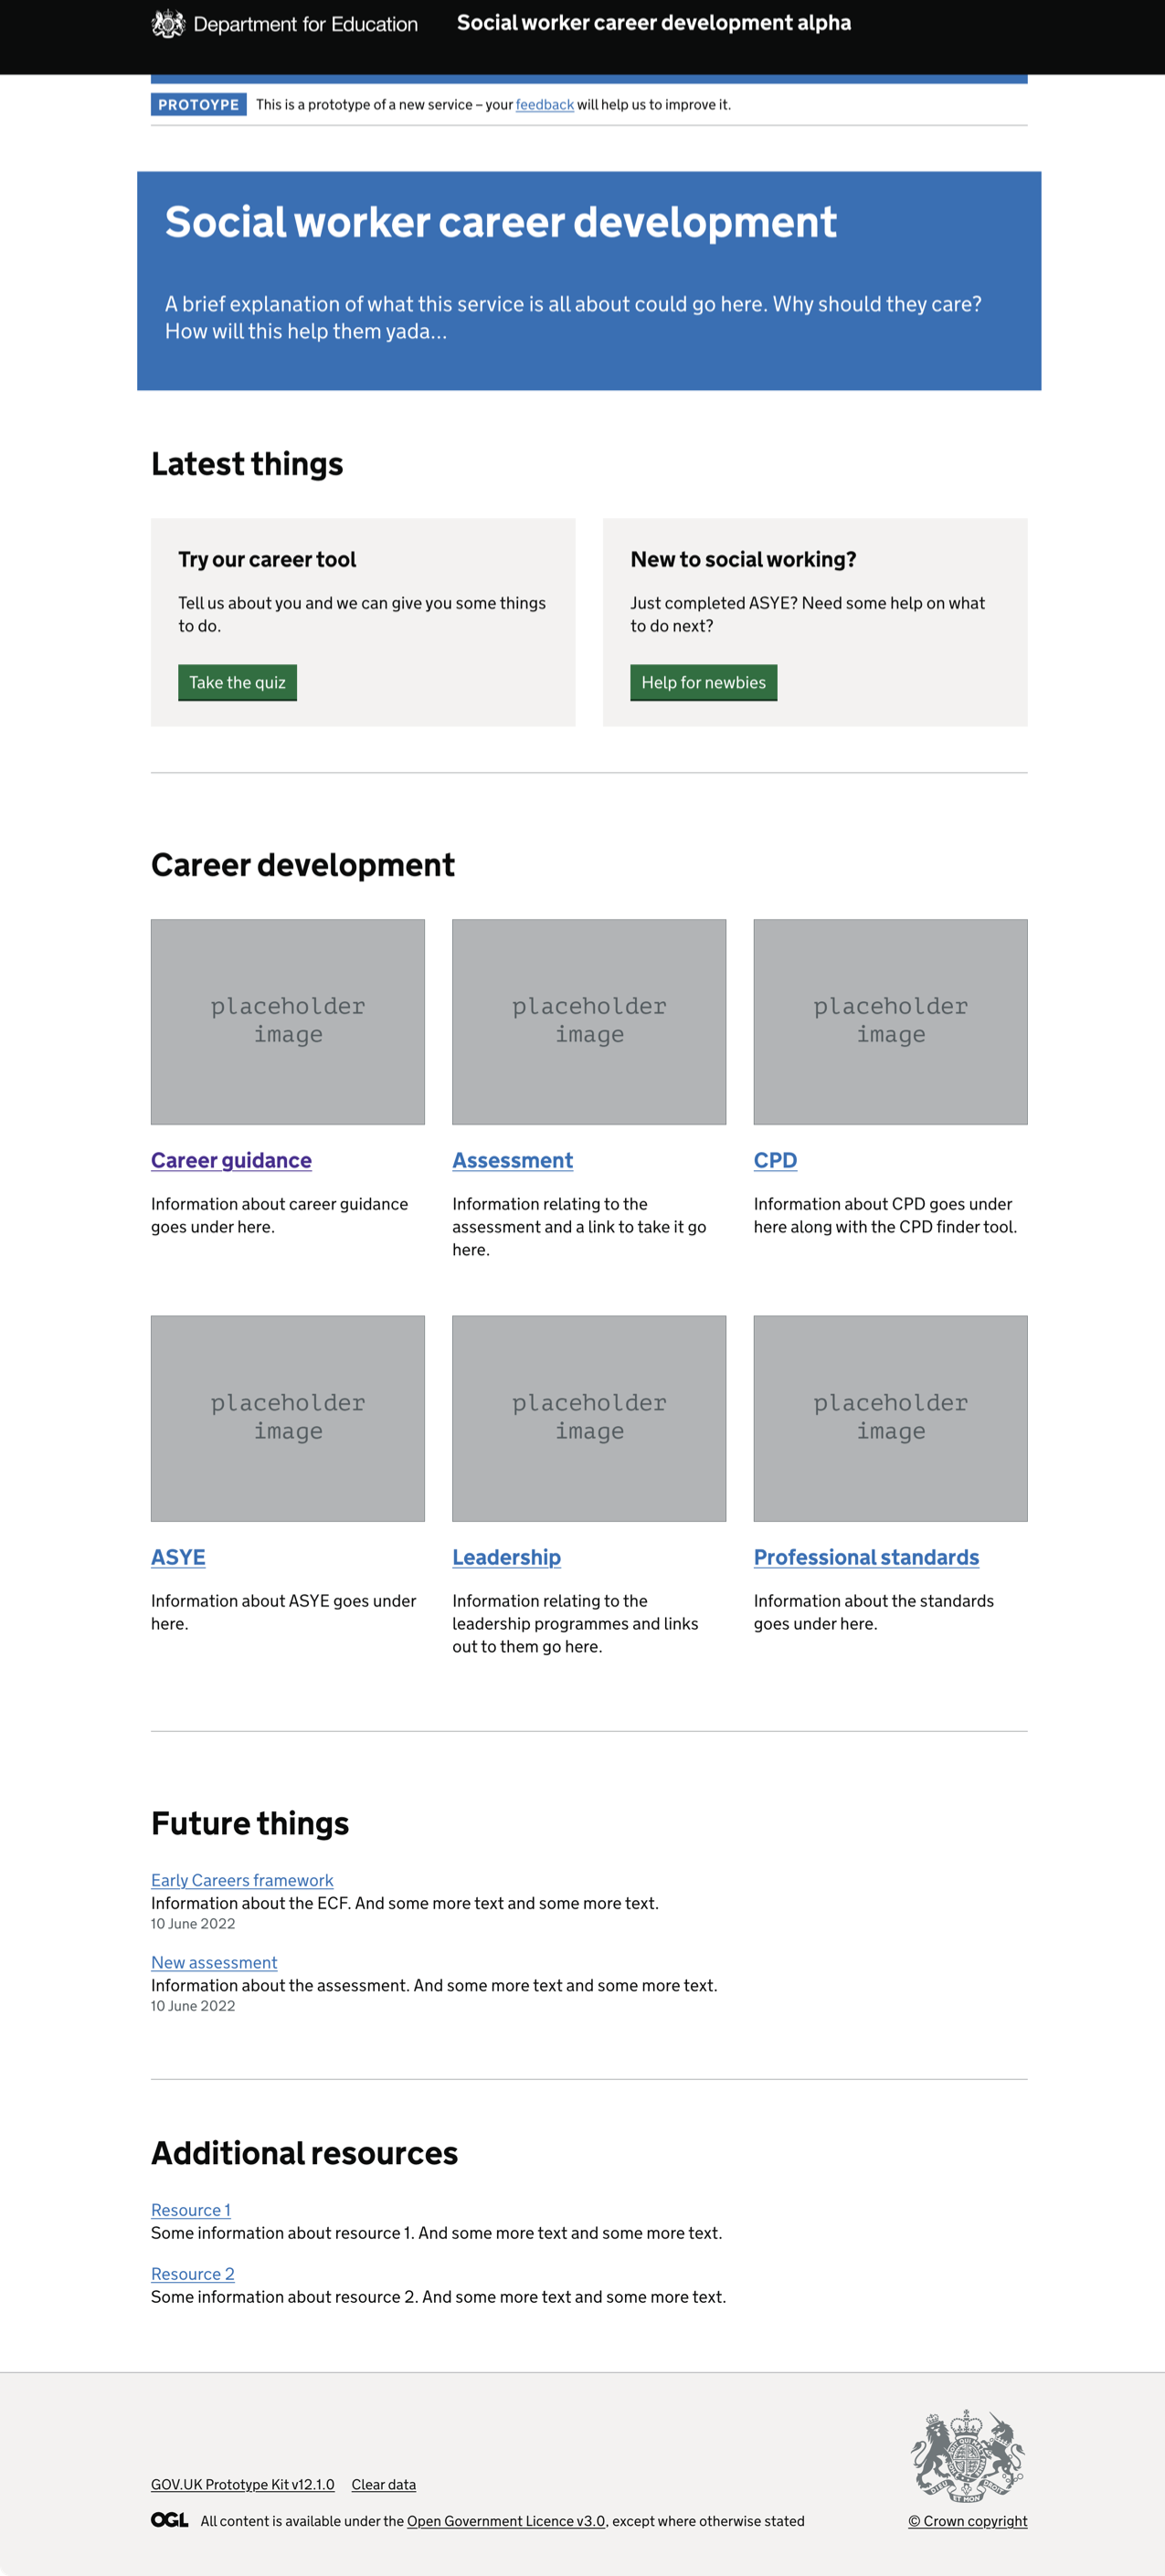 Department for Education
Social worker career development alpha
PROTOYPE This is a prototype of a new service – your feedback will help us to improve it.
Social worker career development
A brief explanation of what this service is all about could go here. Why should they care?
How will this help them yada...
Latest things
Try our career tool
Tell us about you and we can give you some things
to do.
Take the quiz
New to social working?
Just completed ASYE? Need some help on what
to do next?
Help for newbies
Career development
placeholder
image
Career guidance
Information about career guidance
goes under here.
placeholder
image
Assessment
Information relating to the
assessment and a link to take it go
here.
placeholder
image
CPD
Information about CPD goes under
here along with the CPD finder tool.
placeholder
image
ASYE
Information about ASYE goes under
here.
placeholder
image
Leadership
Information relating to the
leadership programmes and links
out to them go here.
placeholder
image
Professional standards
Information about the standards
goes under here.
Future things
Early Careers framework
Information about the ECF. And some more text and some more text.
10 June 2022
New assessment
Information about the assessment. And some more text and some more text.
10 June 2022
Additional resources
Resource 1
Some information about resource 1. And some more text and some more text.
Resource 2
Some information about resource 2. And some more text and some more text.
GOV.UK Prototype Kit v12.1.0 Clear data
OGL All content is available under the Open Government Licence v3.0, except where otherwise stated
© Crown copyright